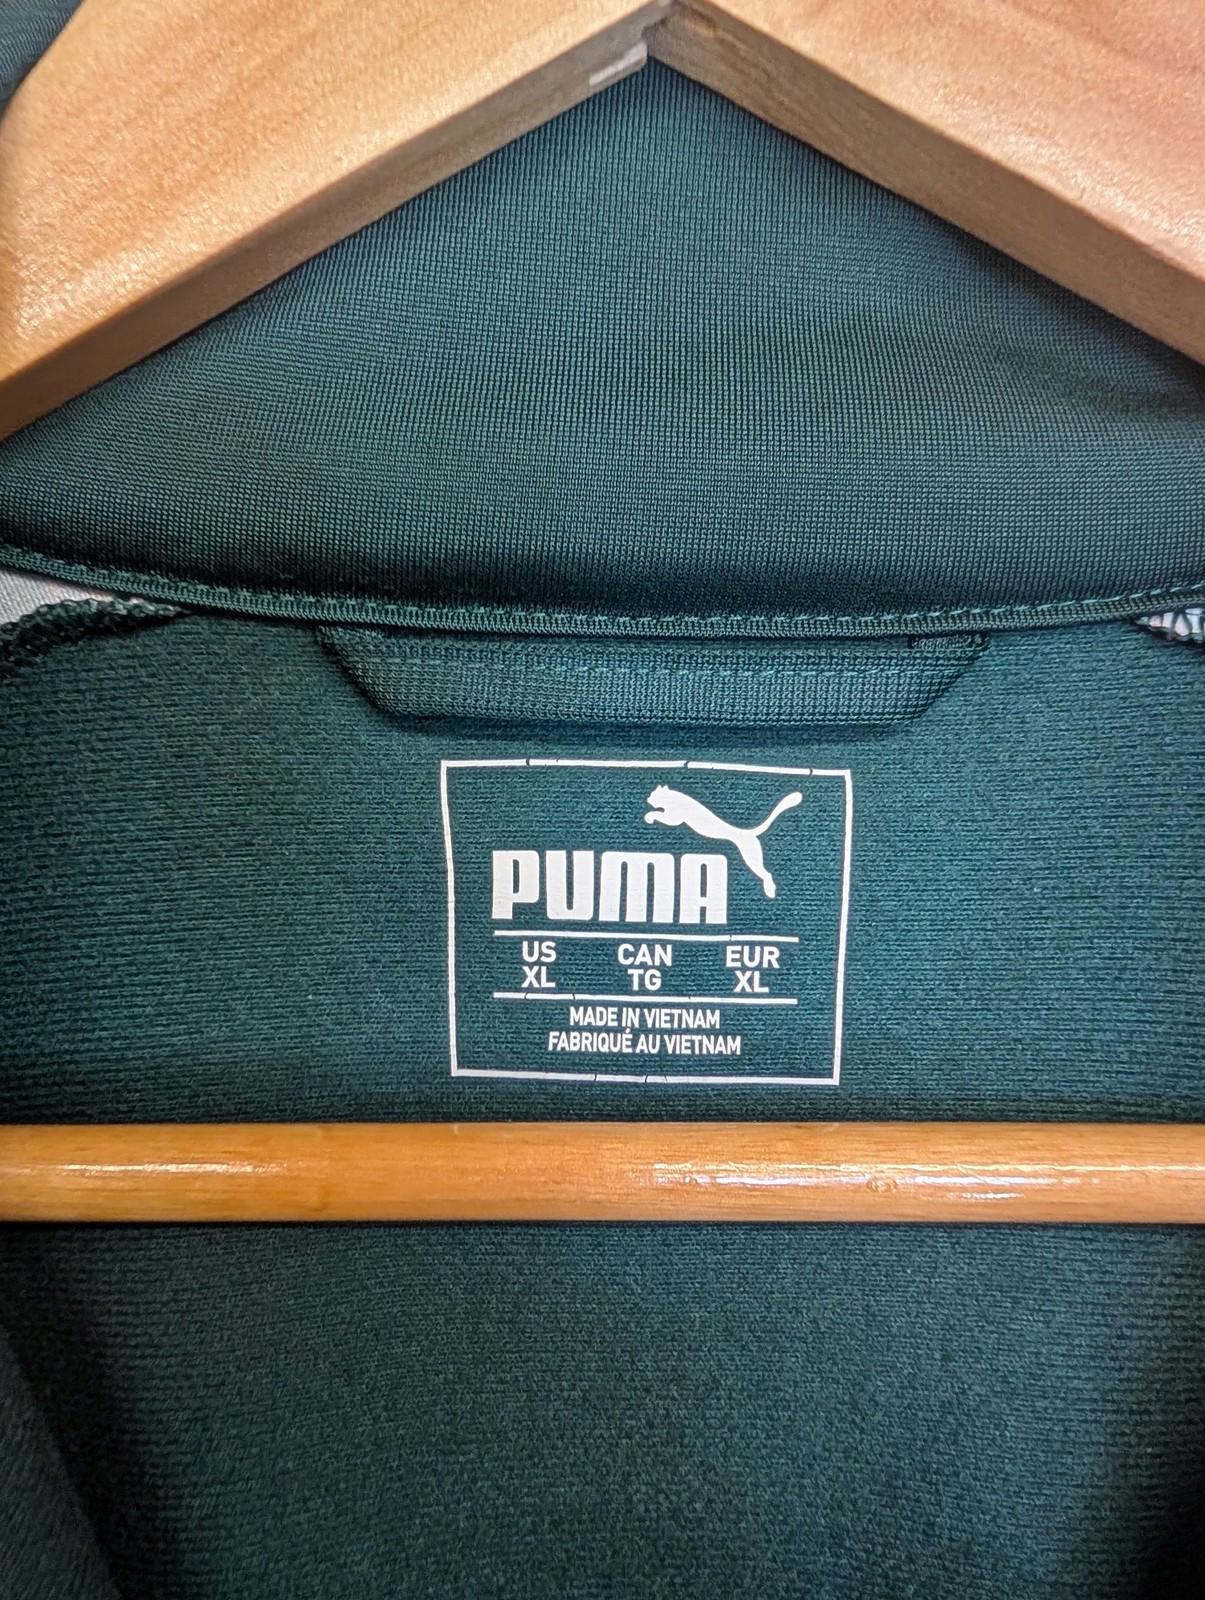 PUMA
US CAN EUR
XL TG XL
MADE IN VIETNAM
FABRIQUÉ AU VIETNAM